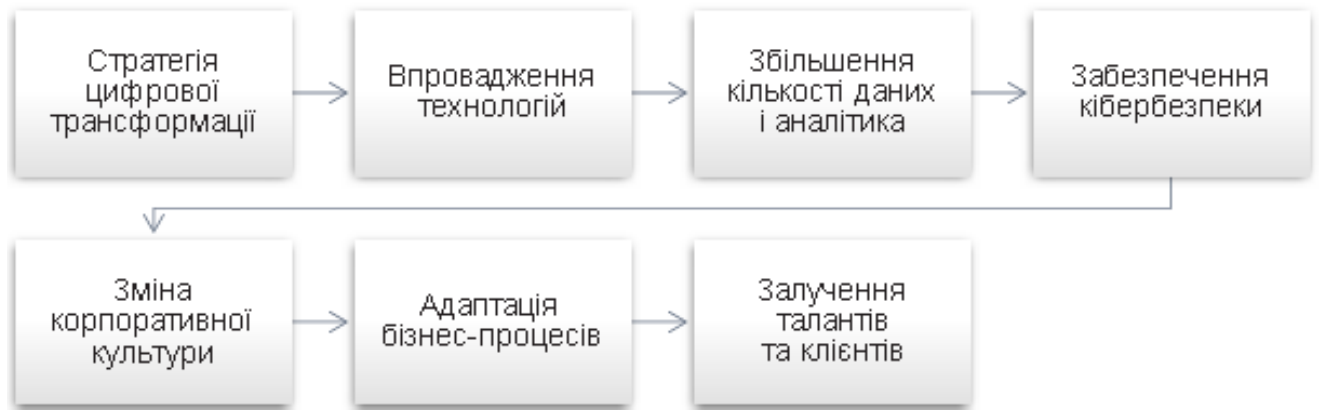 Стратегія
цифрової
трансформації
Впровадження
технологій
Збільшення
кількості даних
і аналітика
Забезпечення
кібербезпеки
Зміна
корпоративної
культури
Адаптація
бізнес-процесів
Залучення
талантів
та клієнтів